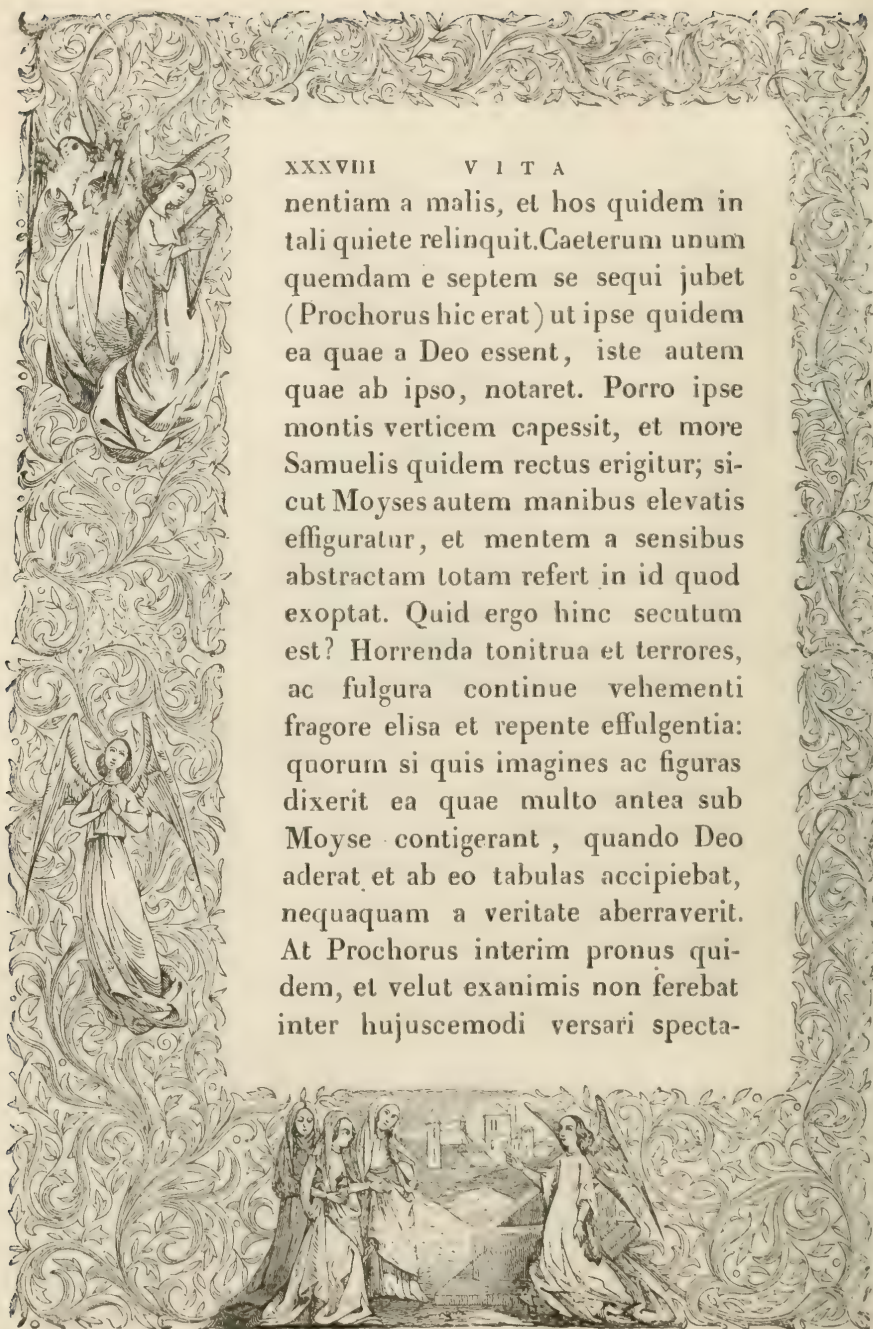 XXXVIII V I T A
nentiam a malis, et hos quidem in
tali quiete relinquit.Caeterum unum
quemdam e septem se sequi jubet
(Prochorus hic erat) ut ipse quidem
ea quae a Deo essent, iste autem
quae ab ipso, notaret. Porro ipse
montis verticem capessit, et more
Samuelis quidem rectus erigitur; si-
cut Moyses autem manibus elevatis
effiguratur, et mentem a sensibus
abstractam totam refert in id quod
exoptat. Quid ergo hinc secutum
est? Horrenda tonitrua et terrores,
ac fulgura continue vehementi
fragore elisa et repente effulgentia:
quorum si quis imagines ac figuras
dixerit ea quae multo antea sub
Moyse contigerant , quando Deo
aderat et ab eo tabulas accipiebat,
nequaquam a veritate aberraverit.
At Prochorus interim pronus qui-
dem, et velut exanimis non ferebat
inter hujuscemodi versari specta-